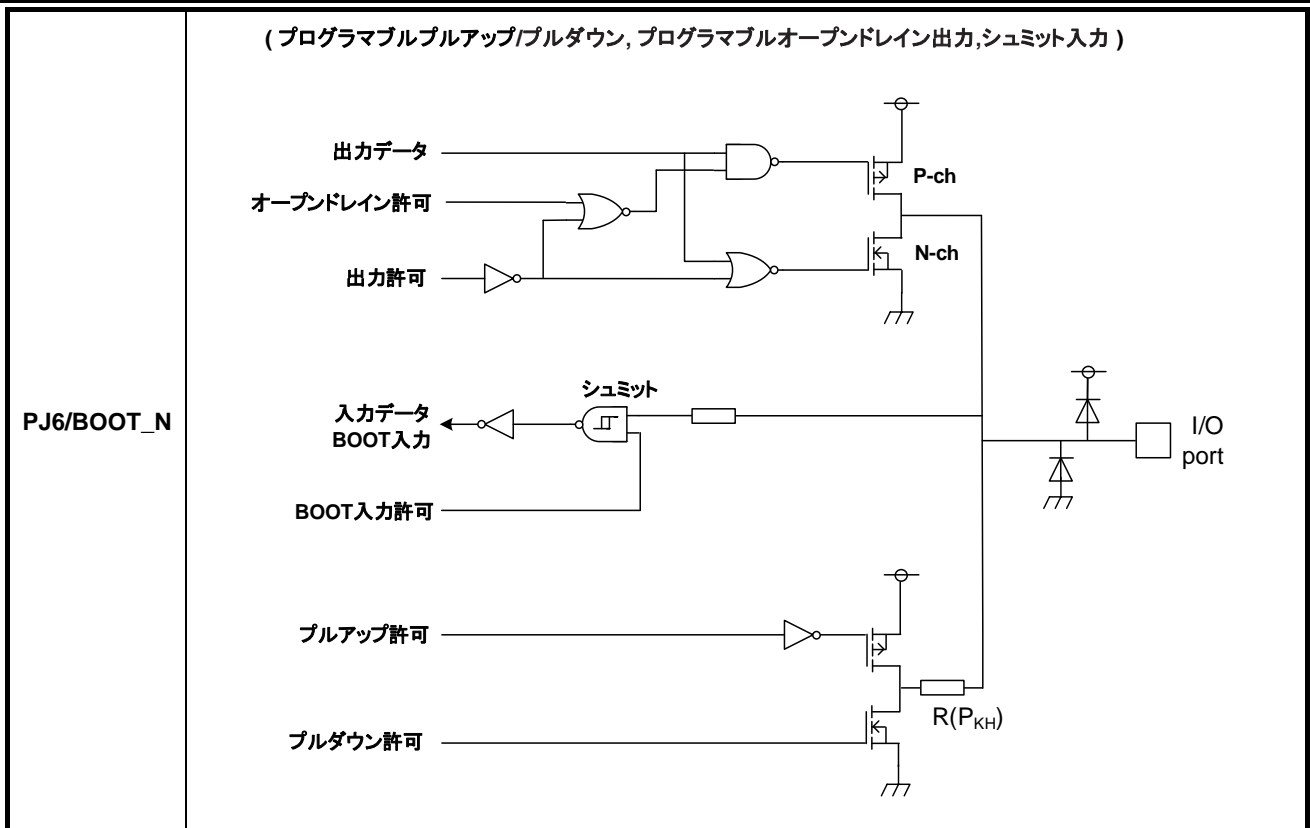 ( プログラマブルプルアップ/プルダウン, プログラマブルオープンドレイン出力,シュミット入力 )
PJ6/BOOT_N
出力データ
オープンドレイン許可
出力許可
P-ch
N-ch
シュミット
入力データ
BOOT入力
BOOT入力許可
I/O
port
プルアップ許可
プルダウン許可
R(PKH)